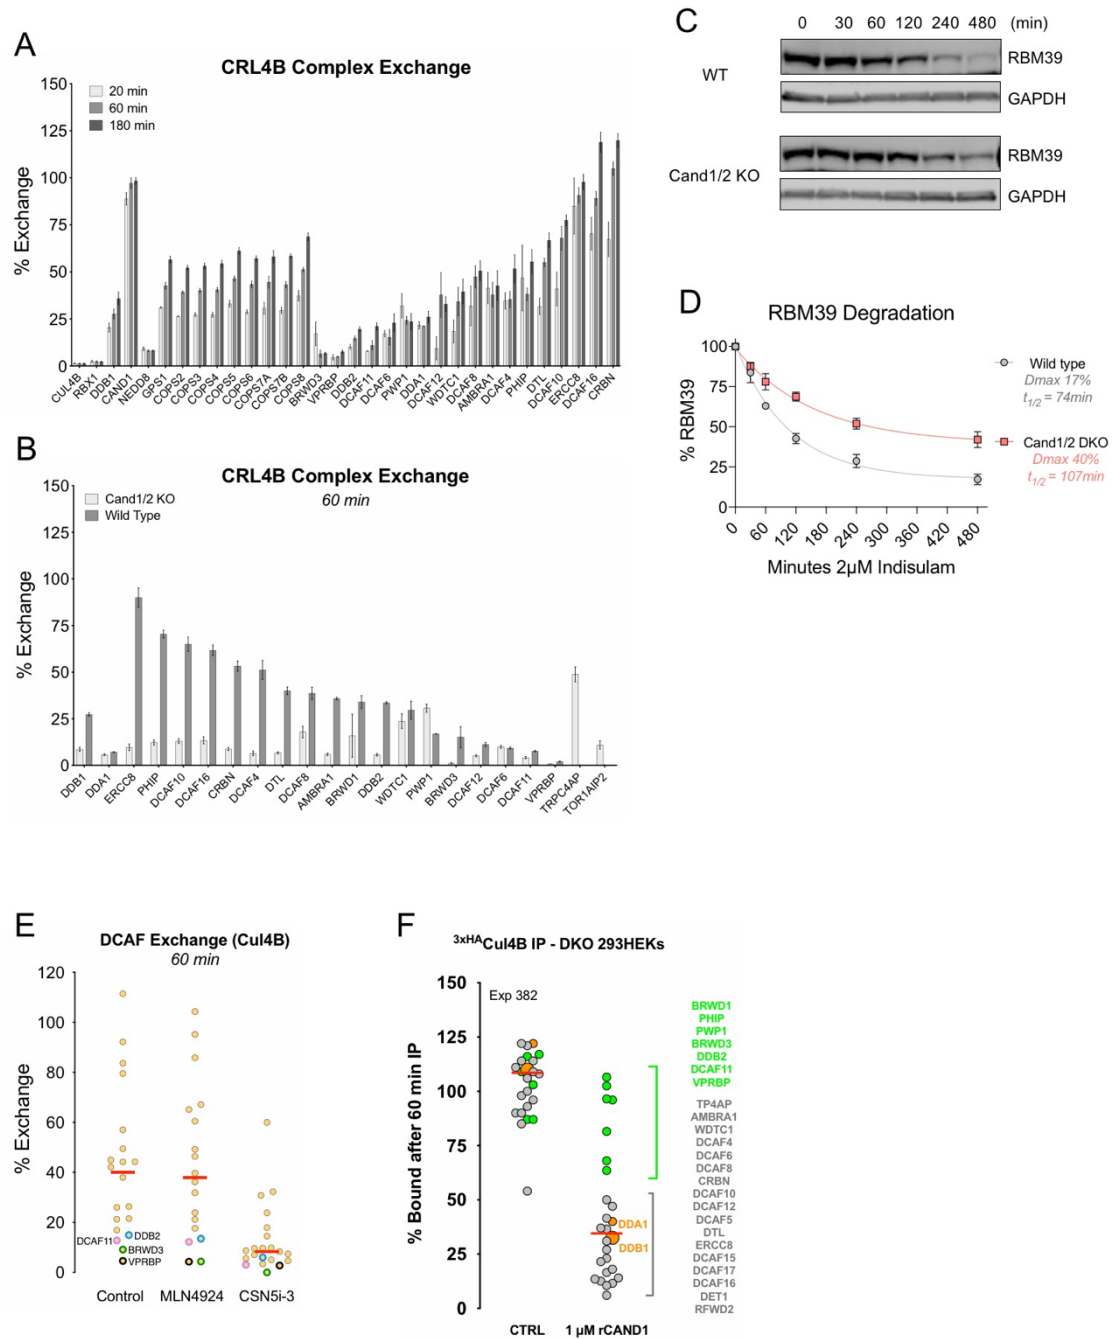 A
CRL4B Complex Exchange
% Exchange
150
125
100
75
50
25
0
20 min
60 min
180 min
CUL4B
RBX1
DDB1
CAND1
NEDD8
GPS1
COPS2
COPS3
COPS4
COPS5
COPS6
COPS7A
COPS7B
COPS8
BRWD3
VPRBP
DDB2
DCAF11
DCAF6
PWP1
DDA1
DCAF12
WDTC1
DCAF8
AMBRA1
DCAF4
PHIP
DTL
DCAF10
ERCC8
DCAF16
CRBN
B
CRL4B Complex Exchange
60 min
% Exchange
150
125
100
75
50
25
0
Cand1/2 KO
Wild Type
DDB1
DDA1
ERCC8
PHIP
DCAF10
DCAF16
CRBN
DCAF4
DTL
DCAF8
AMBRA1
BRWD1
DDB2
WDTC1
PWP1
BRWD3
DCAF12
DCAF6
DCAF11
VPRBP
TRPC4AP
TOR1AIP2
C
0 30 60 120 240 480 (min)
WT
RBM39
GAPDH
Cand1/2 KO
RBM39
GAPDH
D
RBM39 Degradation
% RBM39
100
75
50
25
0
0 60 120 180 240 300 360 420 480
Minutes 2µM Indisulam
Wild type
Dmax 17%
t1/2 = 74min
Cand1/2 DKO
Dmax 40%
t1/2 = 107min
E
DCAF Exchange (Cul4B)
60 min
% Exchange
120
100
80
60
40
20
0
DCAF11
DDB2
BRWD3
VPRBP
Control MLN4924 CSN5i-3
F
3xHACul4B IP - DKO 293HEKs
% Bound after 60 min IP
150
125
100
75
50
25
0
Exp 382
DDA1
DDB1
CTRL 1 µM rCAND1
BRWD1
PHIP
PWP1
BRWD3
DDB2
DCAF11
VPRBP
TP4AP
AMBRA1
WDTC1
DCAF4
DCAF6
DCAF8
CRBN
DCAF10
DCAF12
DCAF5
DTL
ERCC8
DCAF15
DCAF17
DCAF16
DET1
RFWD2